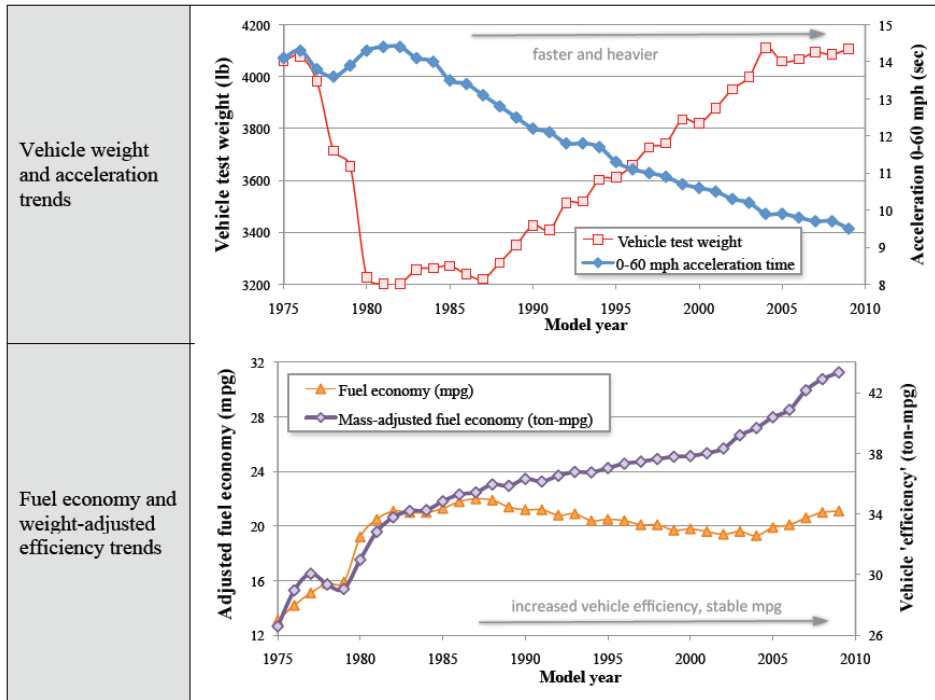 Vehicle weight
and acceleration
trends
4200
4000
3800
3600
3400
3200
Vehicle test weight (lb)
faster and heavier
Vehicle test weight
0-60 mph acceleration time
15
14
13
12
11
10
9
8
Acceleration 0-60 mph (sec)
1975 1980 1985 1990 1995 2000 2005 2010
Model year
Fuel economy and
weight-adjusted
efficiency trends
32
28
24
20
16
12
Adjusted fuel economy (mpg)
Fuel economy (mpg)
Mass-adjusted fuel economy (ton-mpg)
increased vehicle efficiency, stable mpg
42
38
34
30
26
Vehicle 'efficiency' (ton-mpg)
1975 1980 1985 1990 1995 2000 2005 2010
Model year